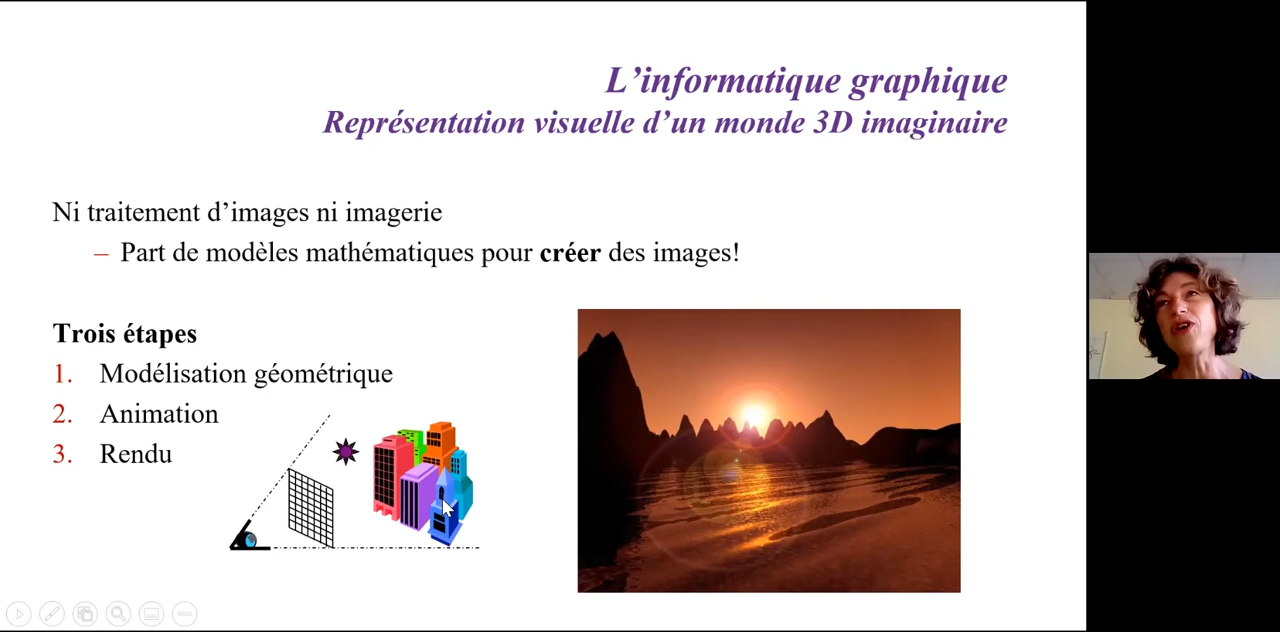 L’informatique graphique
Représentation visuelle d’un monde 3D imaginaire
Ni traitement d’images ni imagerie
– Part de modèles mathématiques pour créer des images!
Trois étapes
1. Modélisation géométrique
2. Animation
3. Rendu